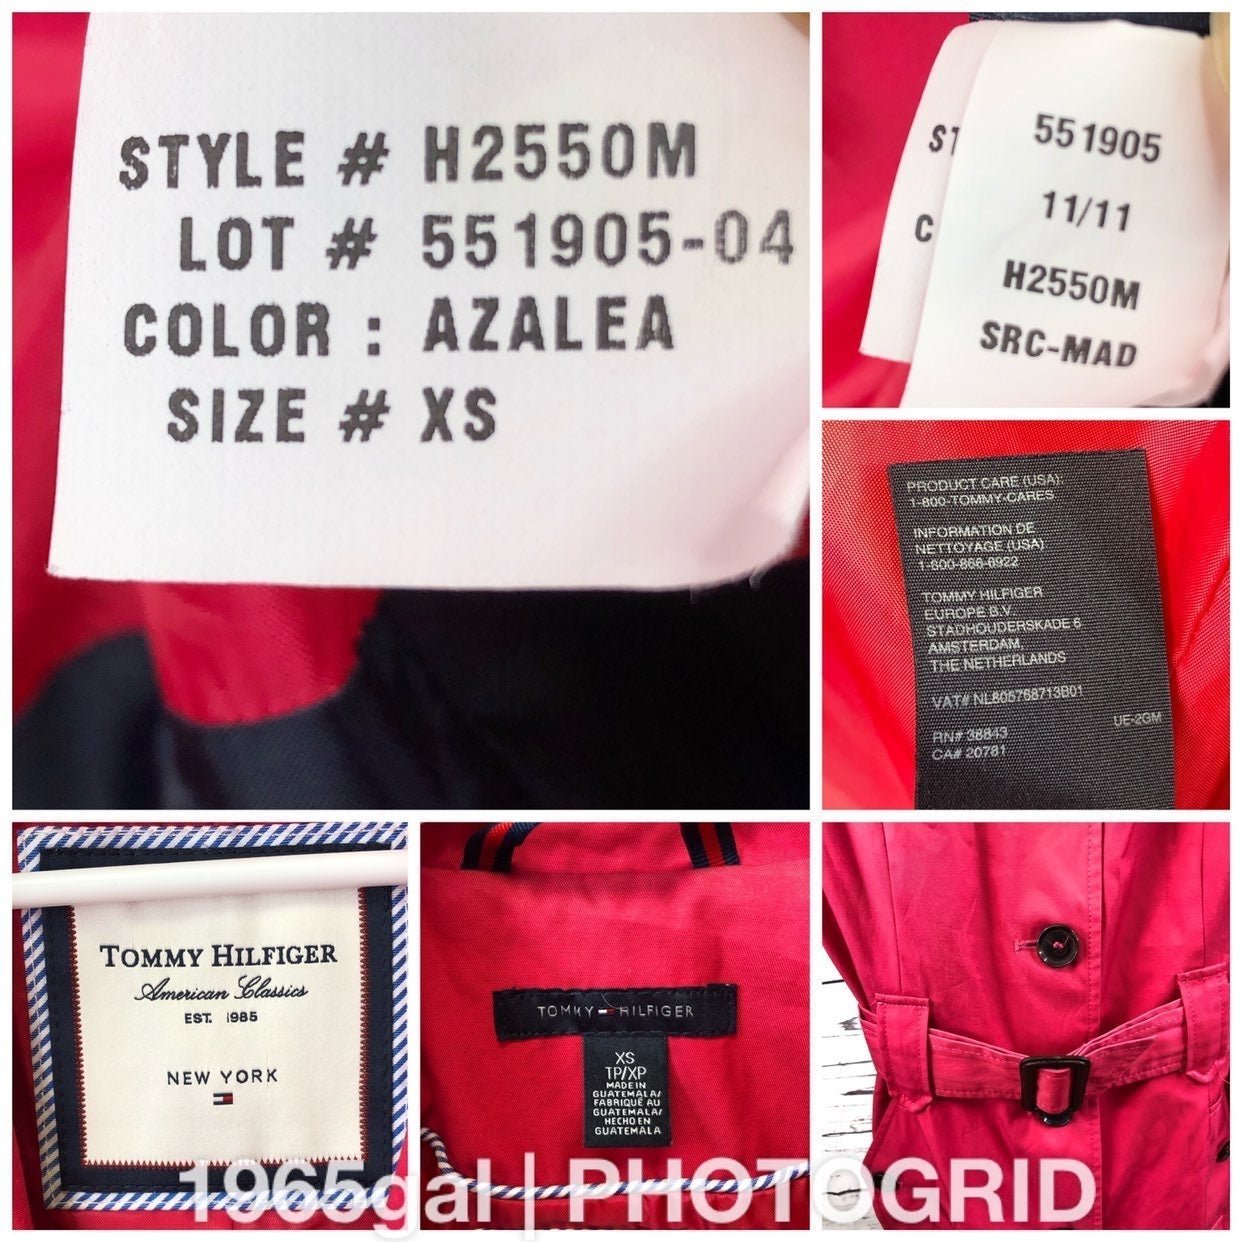 STYLE # H2550M
LOT # 551905-04
COLOR : AZALEA
SIZE # XS
ST
C
551905
11/11
H2550M
SRC-MAD
PRODUCT CARE (USA):
1-800-TOMMY-CARES
INFORMATION DE
NETTOYAGE (USA)
1-800-866-6922
TOMMY HILFIGER
EUROPE B.V.
STADHOUDERSKADE 6
AMSTERDAM,
THE NETHERLANDS
VAT# NL805768713B01
UE-2GM
RN# 38843
CA# 20781
TOMMY HILFIGER
American Classics
EST. 1985
NEW YORK
TOMMY HILFIGER
XS
TP/XP
MADE IN
GUATEMALA/
FABRIQUÉ AU
GUATEMALA/
HECHO EN
GUATEMALA
1965gal | PHOTOGRID